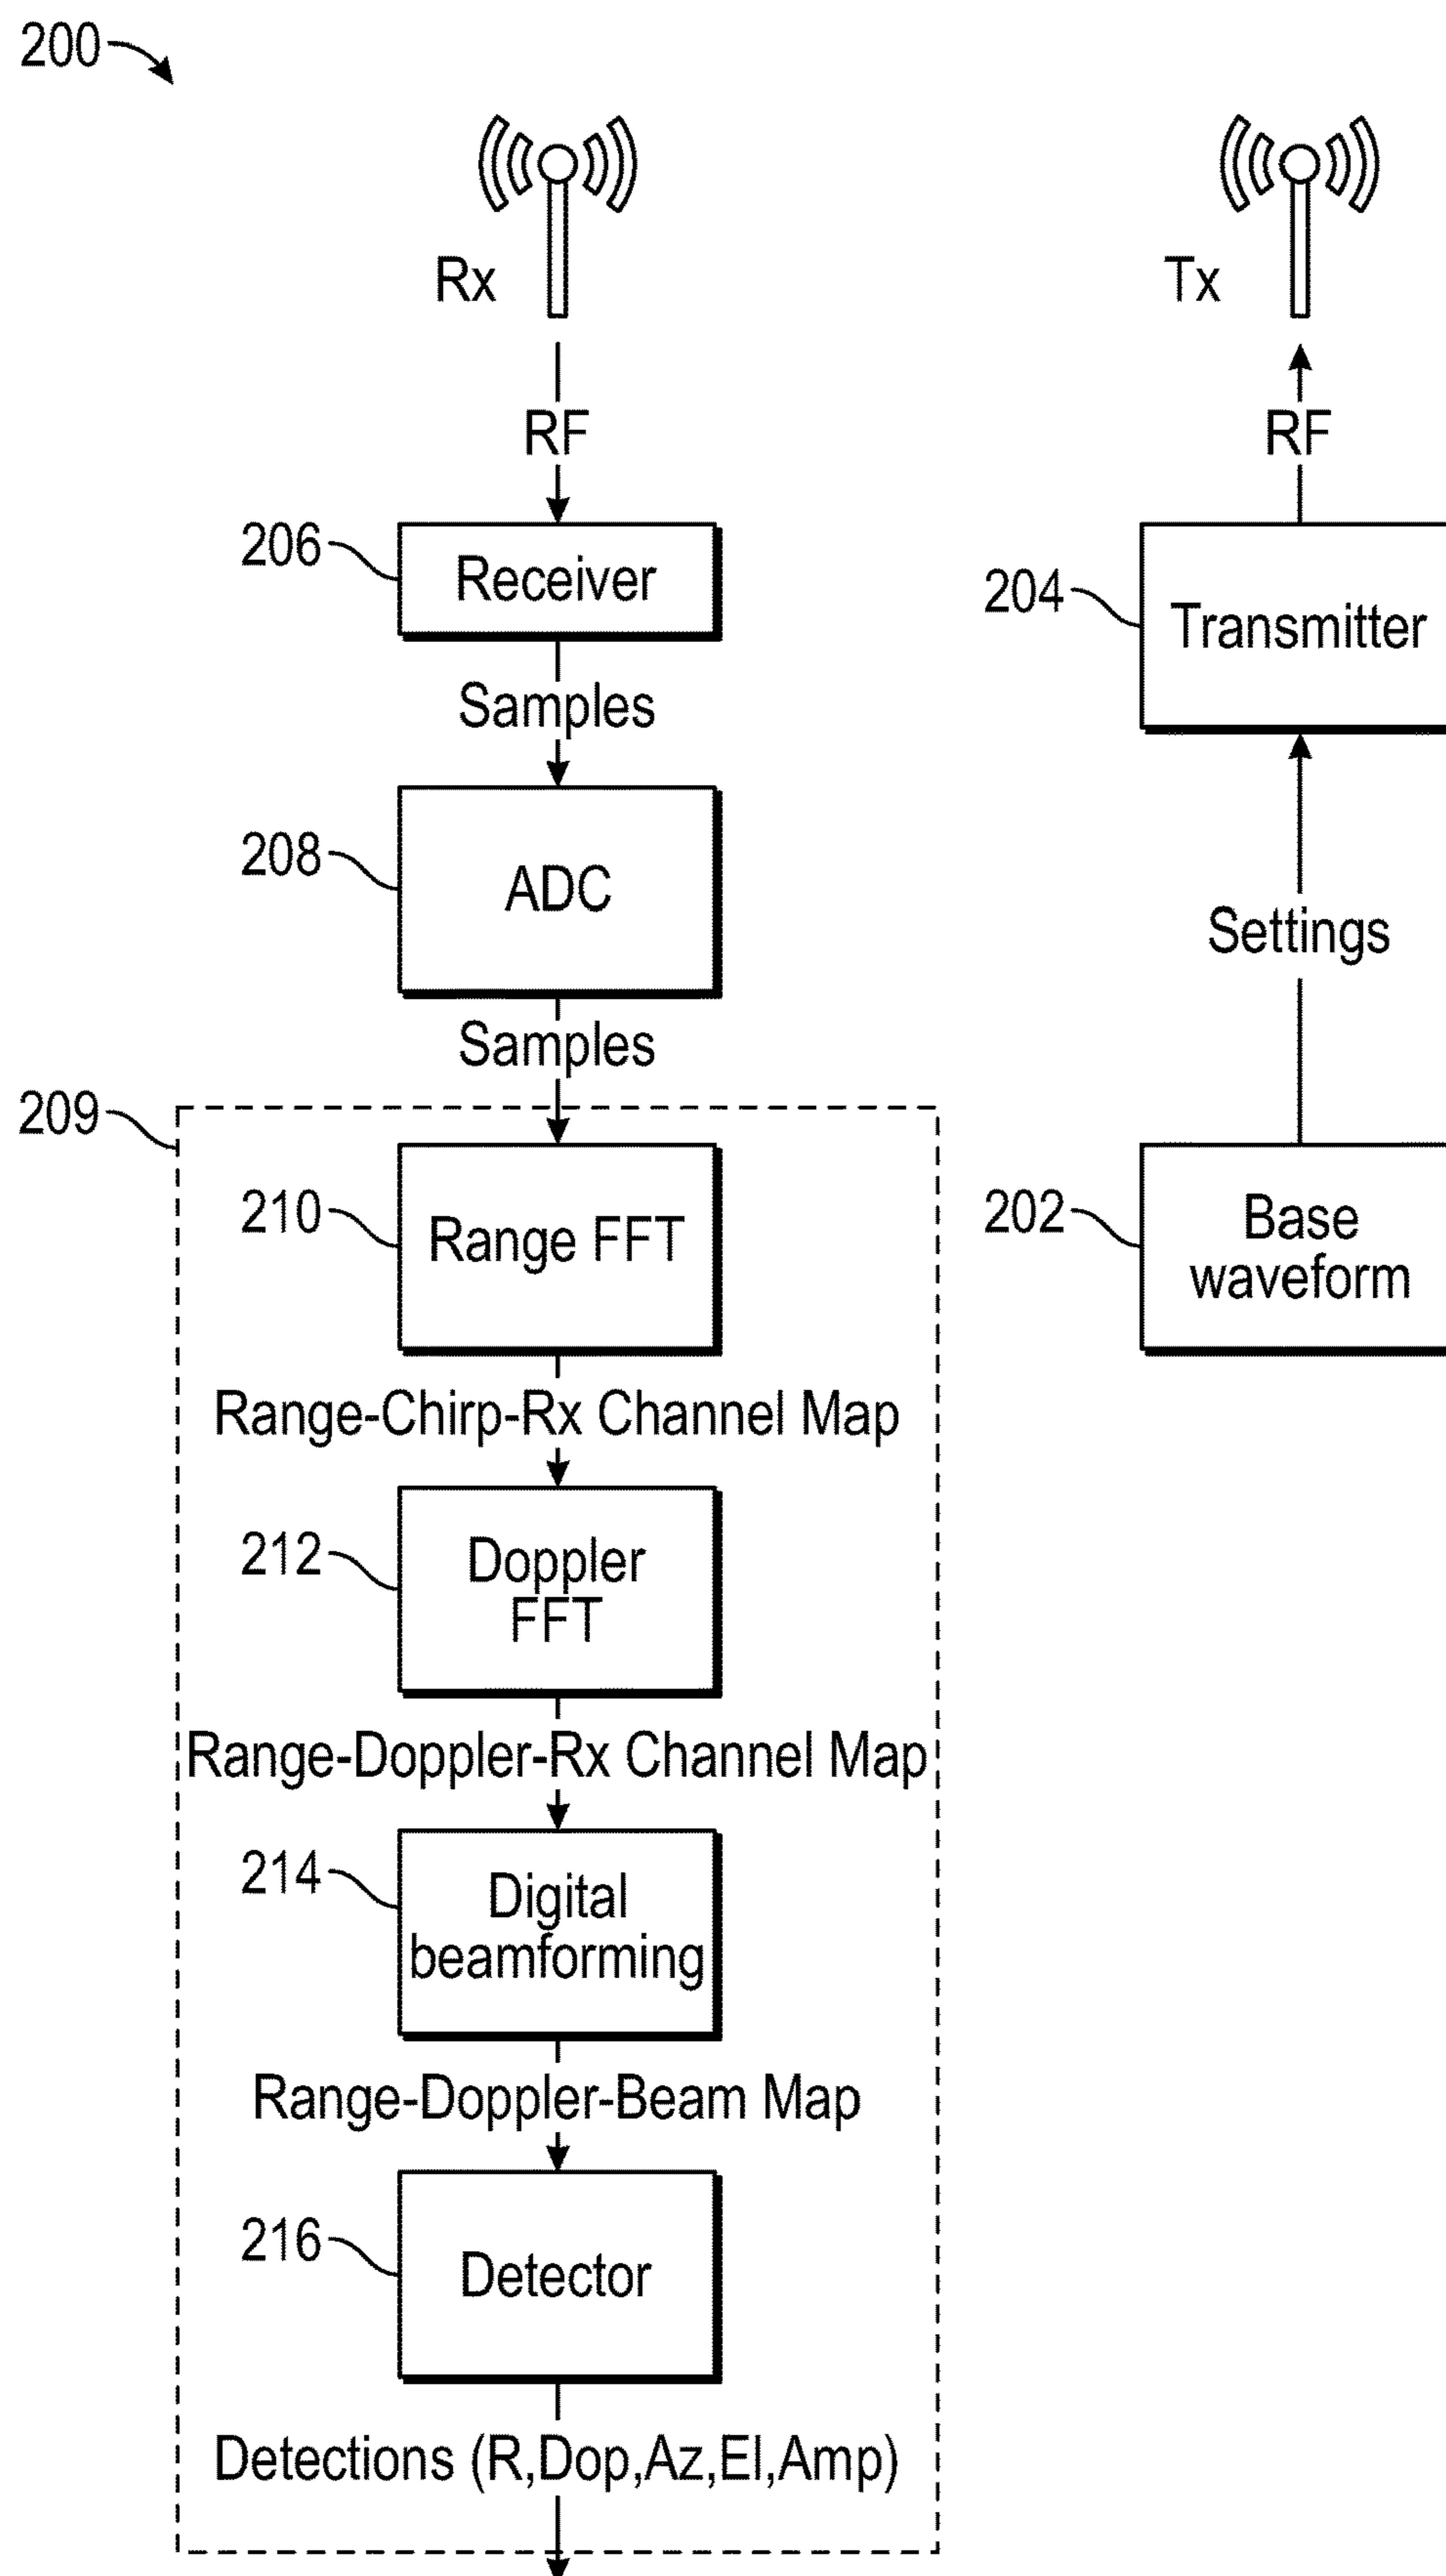 200
Rx
Tx
RF
RF
206
Receiver
204
Transmitter
Samples
208
ADC
Settings
Samples
209
210
Range FFT
202
Base
waveform
Range-Chirp-Rx Channel Map
212
Doppler
FFT
Range-Doppler-Rx Channel Map
214
Digital
beamforming
Range-Doppler-Beam Map
216
Detector
Detections (R,Dop,Az,El,Amp)